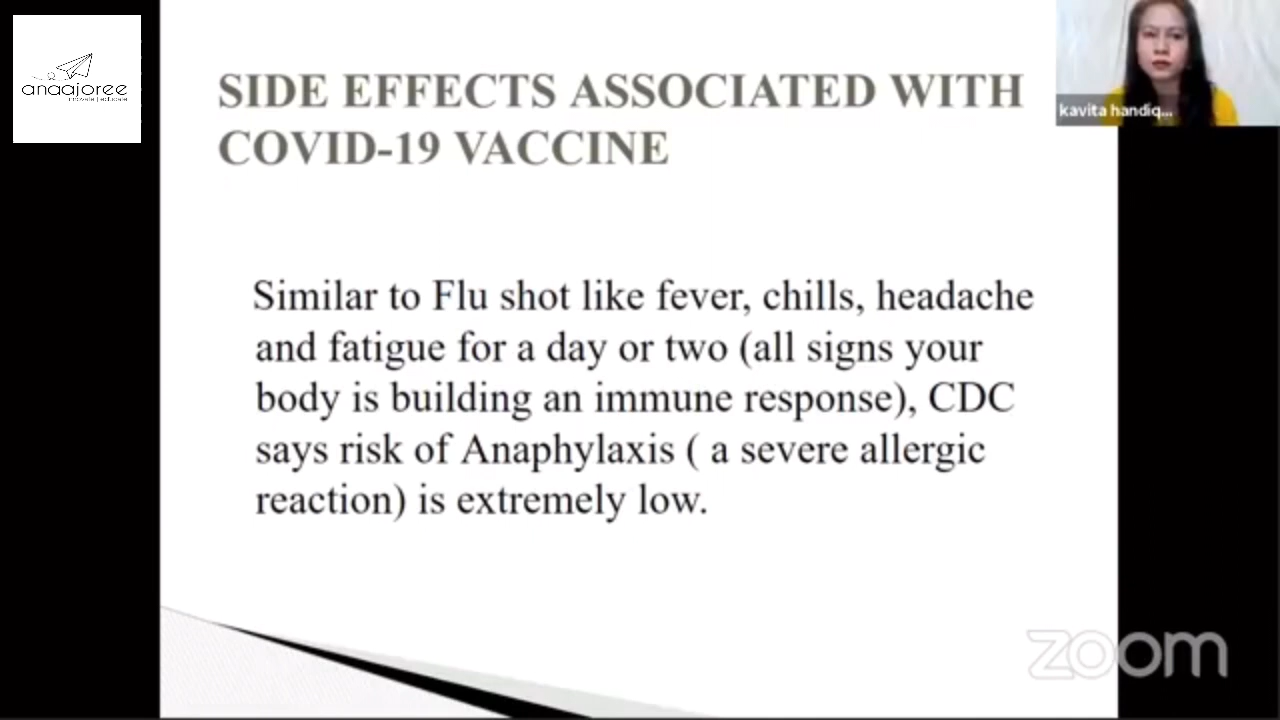 anaajoree
SIDE EFFECTS ASSOCIATED WITH
COVID-19 VACCINE
kavita handiq...
Similar to Flu shot like fever, chills, headache
and fatigue for a day or two (all signs your
body is building an immune response), CDC
says risk of Anaphylaxis ( a severe allergic
reaction) is extremely low.
zoom